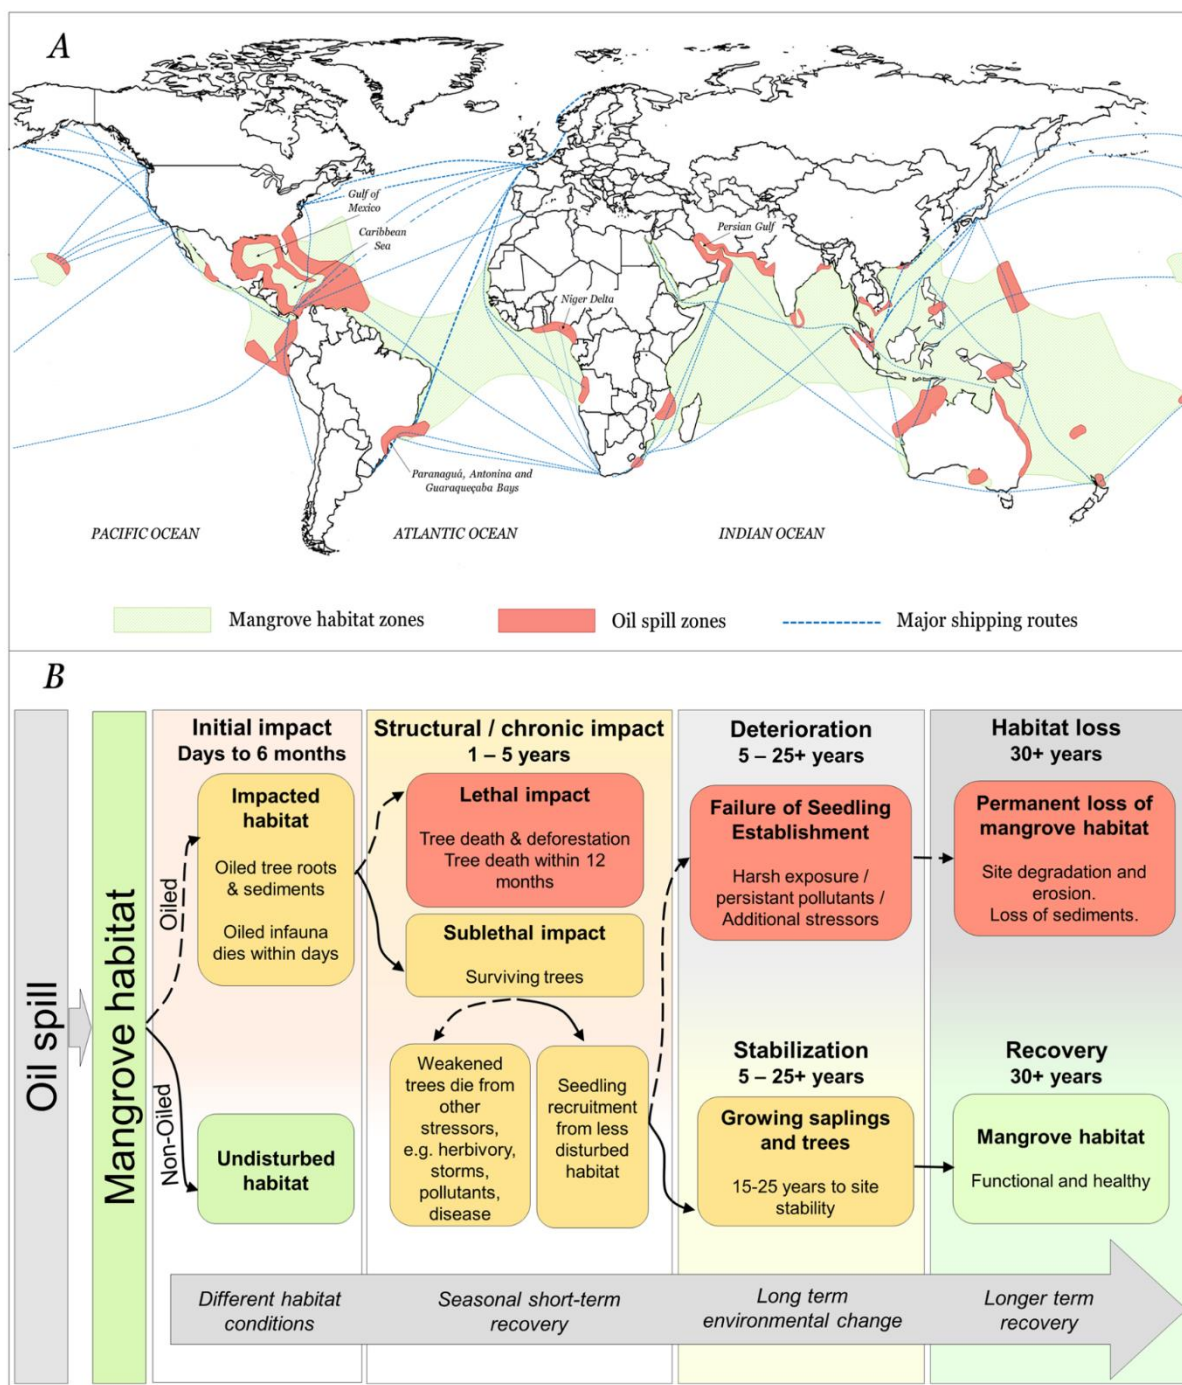 A
Gulf of
Mexico
Caribbean
Sea
Persian Gulf
Niger Delta
Paranaguá, Antonina and
Guaraqueçaba Bays
PACIFIC OCEAN
ATLANTIC OCEAN
INDIAN OCEAN
Mangrove habitat zones
Oil spill zones
Major shipping routes
B
Oil spill
Mangrove habitat
Oiled
Non-Oiled
Initial impact
Days to 6 months
Impacted
habitat
Oiled tree roots
& sediments
Oiled infauna
dies within days
Undisturbed
habitat
Structural / chronic impact
1 – 5 years
Lethal impact
Tree death & deforestation
Tree death within 12
months
Sublethal impact
Surviving trees
Weakened
trees die from
other
stressors,
e.g. herbivory,
storms,
pollutants,
disease
Seedling
recruitment
from less
disturbed
habitat
Deterioration
5 – 25+ years
Failure of Seedling
Establishment
Harsh exposure /
persistant pollutants /
Additional stressors
Stabilization
5 – 25+ years
Growing saplings
and trees
15-25 years to site
stability
Habitat loss
30+ years
Permanent loss of
mangrove habitat
Site degradation and
erosion.
Loss of sediments.
Recovery
30+ years
Mangrove habitat
Functional and healthy
Different habitat
conditions
Seasonal short-term
recovery
Long term
environmental change
Longer term
recovery